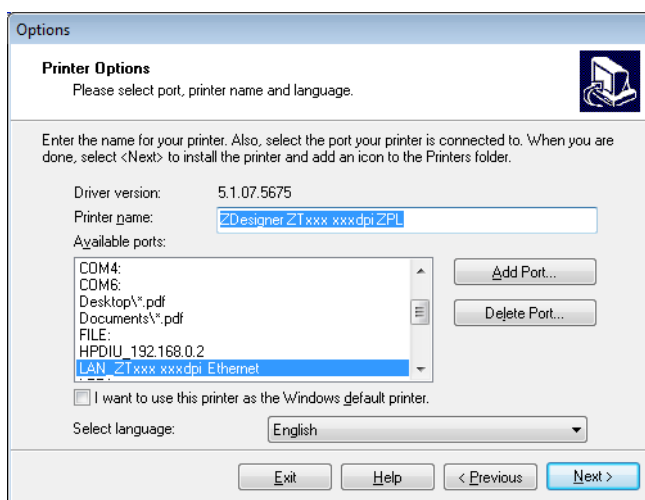 Options
Printer Options
Please select port, printer name and language.
Enter the name for your printer. Also, select the port your printer is connected to. When you are
done, select <Next> to install the printer and add an icon to the Printers folder.
Driver version: 5.1.07.5675
Printer name: ZDesigner ZTxxx xxxdpi ZPL
Available ports:
COM4:
COM6:
Desktop\*.pdf
Documents\*.pdf
FILE:
HPDIU_192.168.0.2
LAN_ZTxxx xxxdpi Ethernet
Add Port...
Delete Port...
I want to use this printer as the Windows default printer.
Select language: English
Exit Help < Previous Next >